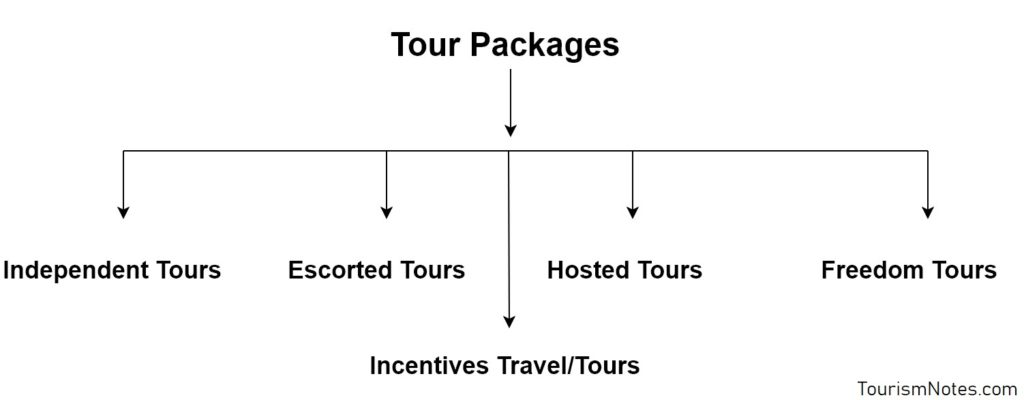 Tour Packages
Independent Tours
Escorted Tours
Hosted Tours
Freedom Tours
Incentives Travel/Tours
TourismNotes.com